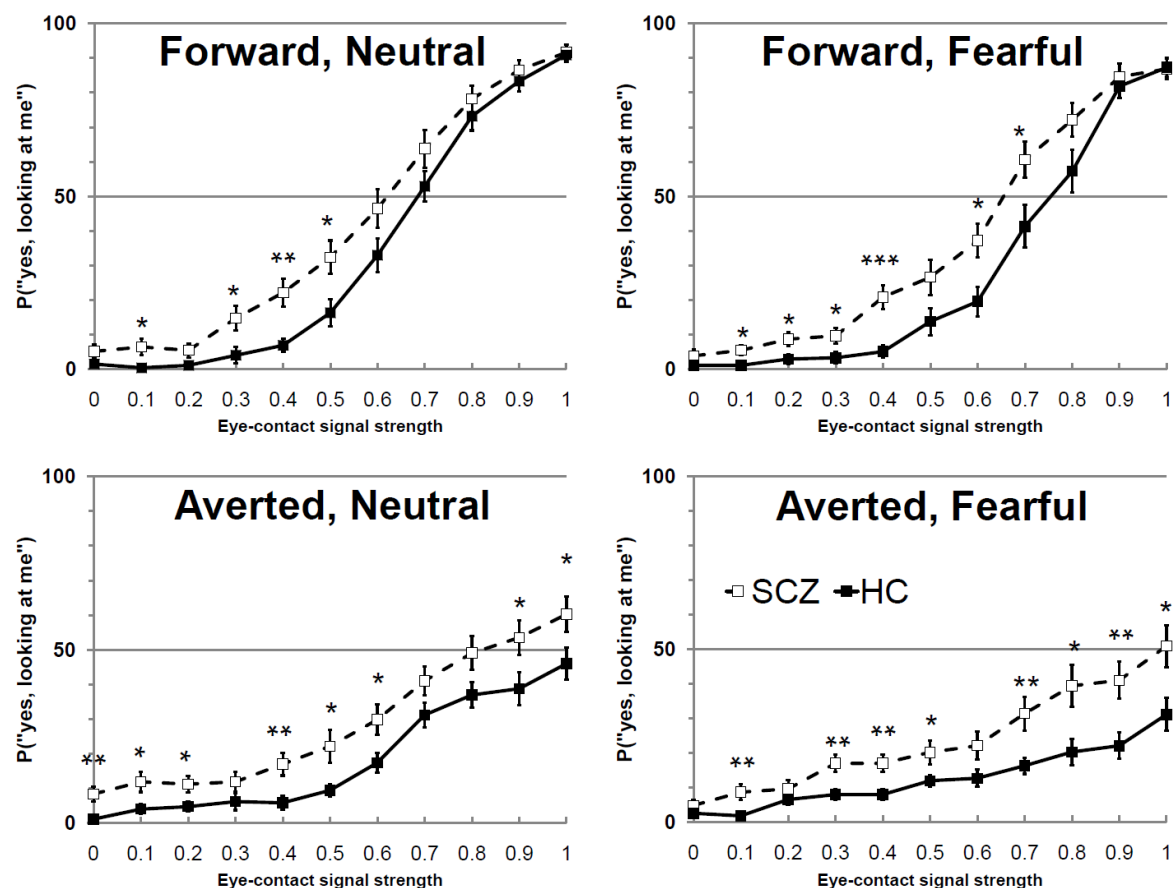 Forward, Neutral
P("yes, looking at me")
100
*
**
*
50
*
0
0 0.1 0.2 0.3 0.4 0.5 0.6 0.7 0.8 0.9 1
Eye-contact signal strength
Forward, Fearful
P("yes, looking at me")
100
*
50
*
***
* * *
0
0 0.1 0.2 0.3 0.4 0.5 0.6 0.7 0.8 0.9 1
Eye-contact signal strength
Averted, Neutral
P("yes, looking at me")
100
*
*
50
*
** *
** * *
0
0 0.1 0.2 0.3 0.4 0.5 0.6 0.7 0.8 0.9 1
Eye-contact signal strength
Averted, Fearful
P("yes, looking at me")
100
SCZ HC
* ** *
50
**
** ** *
**
0
0 0.1 0.2 0.3 0.4 0.5 0.6 0.7 0.8 0.9 1
Eye-contact signal strength